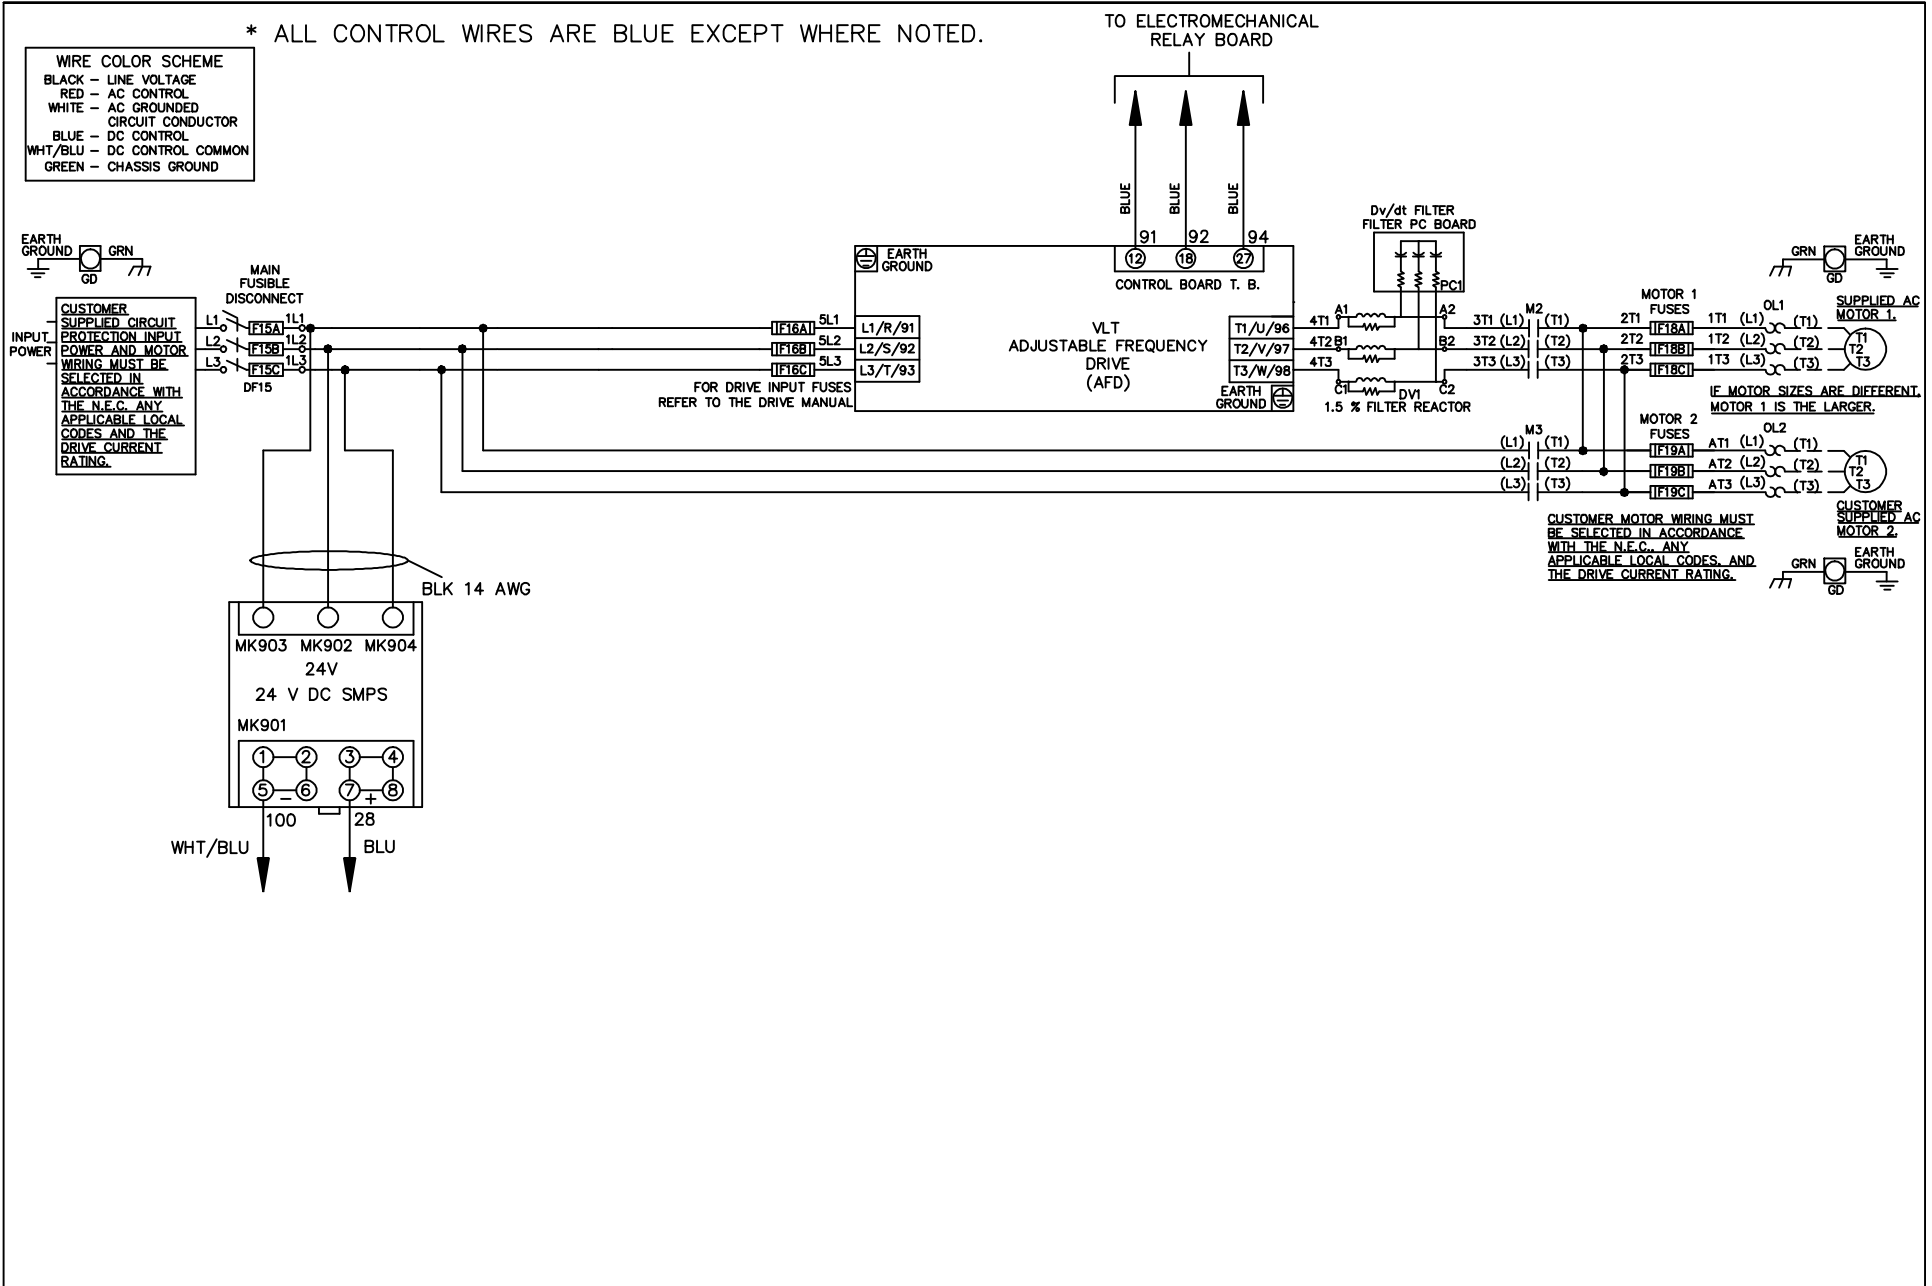 * ALL CONTROL WIRES ARE BLUE EXCEPT WHERE NOTED.
WIRE COLOR SCHEME
BLACK – LINE VOLTAGE
RED – AC CONTROL
WHITE – AC GROUNDED
CIRCUIT CONDUCTOR
BLUE – DC CONTROL
WHT/BLU – DC CONTROL COMMON
GREEN – CHASSIS GROUND
TO ELECTROMECHANICAL
RELAY BOARD
BLUE
BLUE
BLUE
91
92
94
12
18
27
CONTROL BOARD T. B.
EARTH
GROUND
GRN
GD
INPUT
POWER
CUSTOMER
SUPPLIED CIRCUIT
PROTECTION INPUT
POWER AND MOTOR
WIRING MUST BE
SELECTED IN
ACCORDANCE WITH
THE N.E.C. ANY
APPLICABLE LOCAL
CODES AND THE
DRIVE CURRENT
RATING.
MAIN
FUSIBLE
DISCONNECT
L1 F15A 1L1
L2 F15B 1L2
L3 F15C 1L3
DF15
F16A 5L1
F16B 5L2
F16C 5L3
FOR DRIVE INPUT FUSES
REFER TO THE DRIVE MANUAL
EARTH
GROUND
L1/R/91
L2/S/92
L3/T/93
VLT
ADJUSTABLE FREQUENCY
DRIVE
(AFD)
T1/U/96
T2/V/97
T3/W/98
EARTH
GROUND
Dv/dt FILTER
FILTER PC BOARD
PC1
4T1 A1 A2
4T2 B1 B2
4T3 C1 C2
DV1
1.5 % FILTER REACTOR
M2
3T1 (L1) (T1)
3T2 (L2) (T2)
3T3 (L3) (T3)
MOTOR 1
FUSES
2T1 F18A 1T1 (L1)
2T2 F18B 1T2 (L2)
2T3 F18C 1T3 (L3)
OL1
(T1)
(T2)
(T3)
T1
T2
T3
GRN
GD
EARTH
GROUND
SUPPLIED AC
MOTOR 1.
IF MOTOR SIZES ARE DIFFERENT,
MOTOR 1 IS THE LARGER.
M3
(L1) (T1)
(L2) (T2)
(L3) (T3)
MOTOR 2
FUSES
F19A AT1 (L1)
F19B AT2 (L2)
F19C AT3 (L3)
OL2
(T1)
(T2)
(T3)
T1
T2
T3
CUSTOMER
SUPPLIED AC
MOTOR 2.
CUSTOMER MOTOR WIRING MUST
BE SELECTED IN ACCORDANCE
WITH THE N.E.C., ANY
APPLICABLE LOCAL CODES, AND
THE DRIVE CURRENT RATING.
GRN
GD
EARTH
GROUND
BLK 14 AWG
MK903 MK902 MK904
24V
24 V DC SMPS
MK901
1 2 3 4
5 – 6 7 + 8
100
28
WHT/BLU
BLU